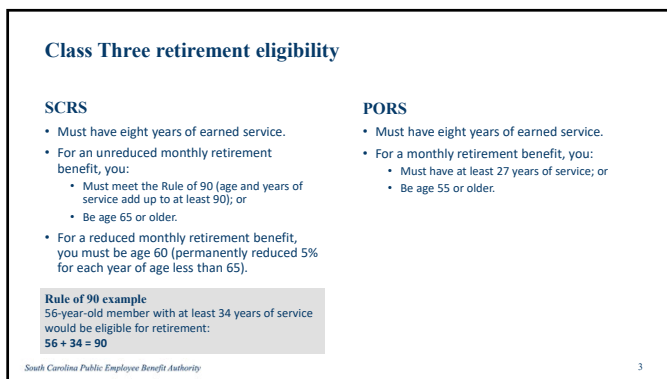 Class Three retirement eligibility
SCRS
• Must have eight years of earned service.
• For an unreduced monthly retirement
benefit, you:
• Must meet the Rule of 90 (age and years of
service add up to at least 90); or
• Be age 65 or older.
• For a reduced monthly retirement benefit,
you must be age 60 (permanently reduced 5%
for each year of age less than 65).
Rule of 90 example
56-year-old member with at least 34 years of service
would be eligible for retirement:
56 + 34 = 90
PORS
• Must have eight years of earned service.
• For a monthly retirement benefit, you:
• Must have at least 27 years of service; or
• Be age 55 or older.
South Carolina Public Employee Benefit Authority
3